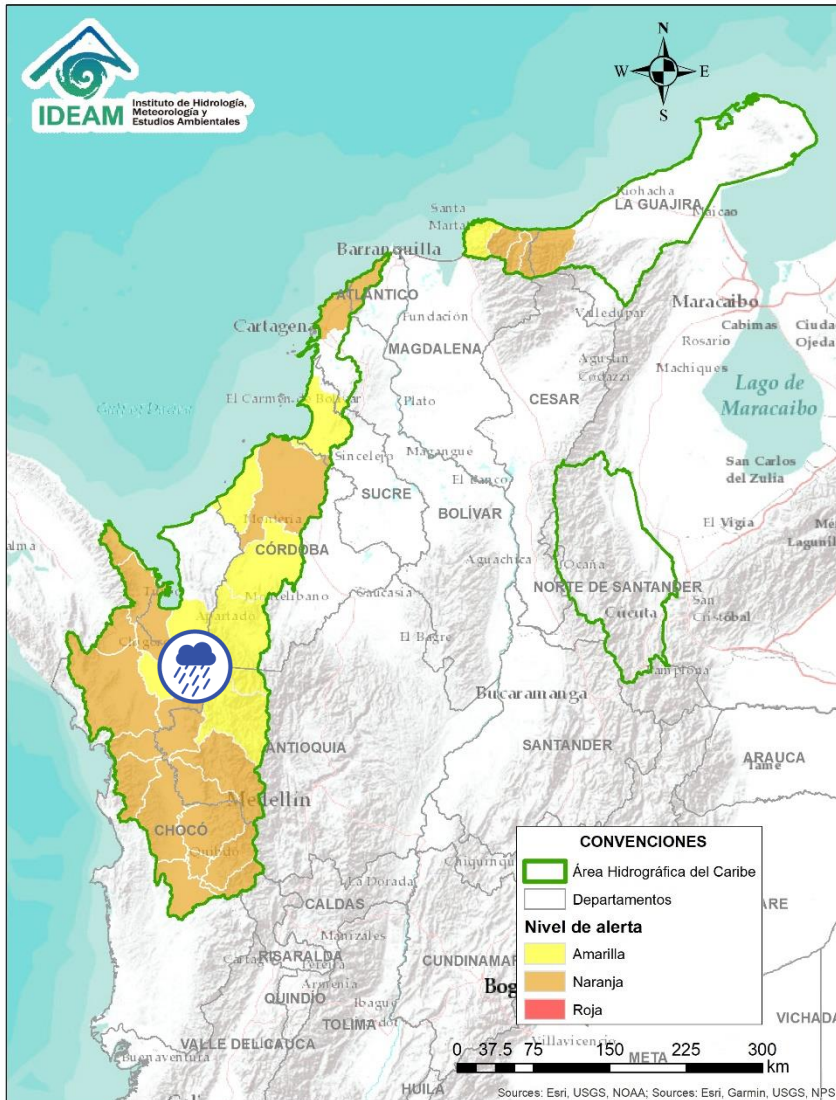 IDEAM
Instituto de Hidrología,
Meteorología y
Estudios Ambientales
N
W
E
S
Riohacha
LA GUAJIRA
Maicao
Santa
Marta
Barranquilla
ATLÁNTICO
Maracaibo
Cartagena
Fundación
Valledupar
Cabimas
Ciudad
Ojeda
Rosario
MAGDALENA
Machiques
Agustín
Codazzi
CESAR
Lago de
Maracaibo
El Carmen de Bolívar
Plato
Sincelejo
Magangué
San Carlos
del Zulia
El Banco
SUCRE
BOLÍVAR
Montería
El Vigía
CÓRDOBA
Aguachica
Ocaña
NORTE DE SANTANDER
Montelíbano
Caucasia
Cúcuta
San
Cristóbal
Apartadó
El Bagre
Pamplona
Bucaramanga
ANTIOQUIA
SANTANDER
ARAUCA
Tame
Medellín
CHOCÓ
Quibdó
La Dorada
CALDAS
Manizales
RISARALDA
Pereira
Armenia
QUINDÍO
Ibagué
TOLIMA
VALLE DEL CAUCA
Buenaventura
HUILA
CUNDINAMAR
Bog
Villavicencio
META
VICHADA
CONVENCIONES
Área Hidrográfica del Caribe
Departamentos
Nivel de alerta
Amarilla
Naranja
Roja
0 37.5 75 150 225 300
km
Sources: Esri, USGS, NOAA; Sources: Esri, Garmin, USGS, NPS